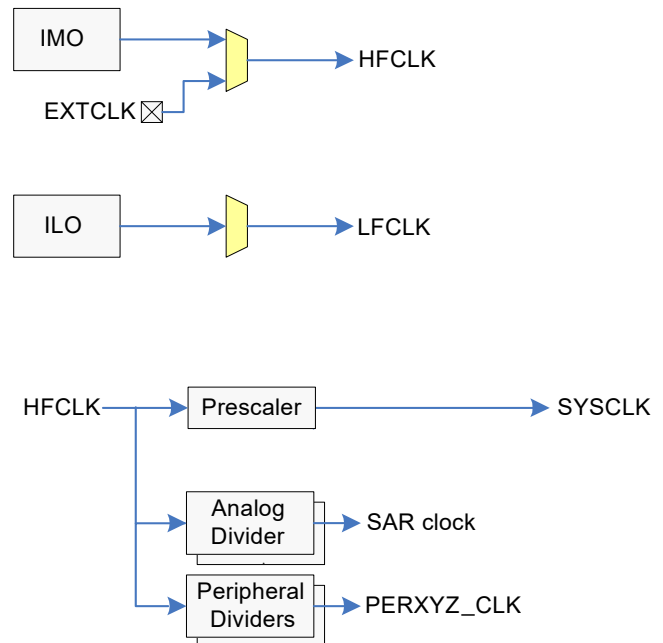 IMO
HFCLK
EXTCLK
ILO
LFCLK
HFCLK
Prescaler
SYSCLK
Analog
Divider
SAR clock
Peripheral
Dividers
PERXYZ_CLK